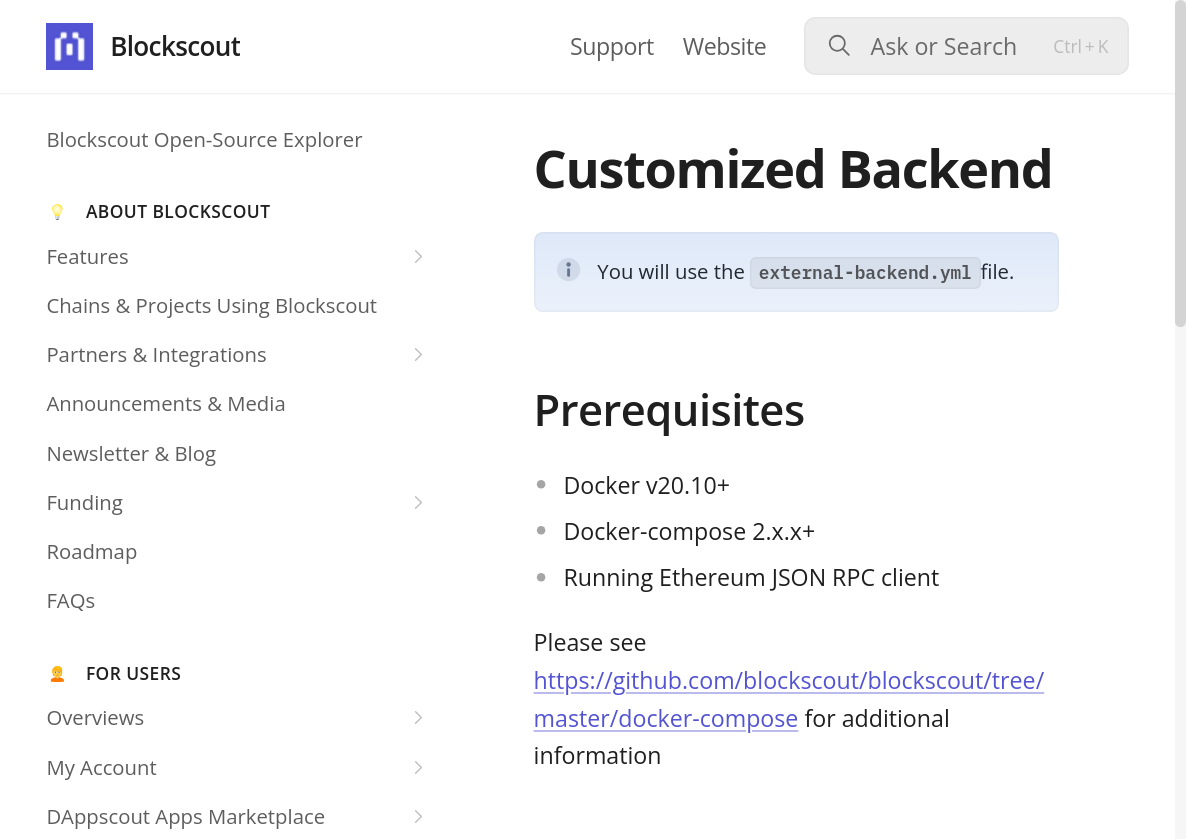 Blockscout
Support
Website
Ask or Search
Ctrl + K
Blockscout Open-Source Explorer
ABOUT BLOCKSCOUT
Features
Chains & Projects Using Blockscout
Partners & Integrations
Announcements & Media
Newsletter & Blog
Funding
Roadmap
FAQs
FOR USERS
Overviews
My Account
DAppscout Apps Marketplace
Customized Backend
You will use the external-backend.yml file.
Prerequisites
Docker v20.10+
Docker-compose 2.x.x+
Running Ethereum JSON RPC client
Please see
https://github.com/blockscout/blockscout/tree/
master/docker-compose for additional
information